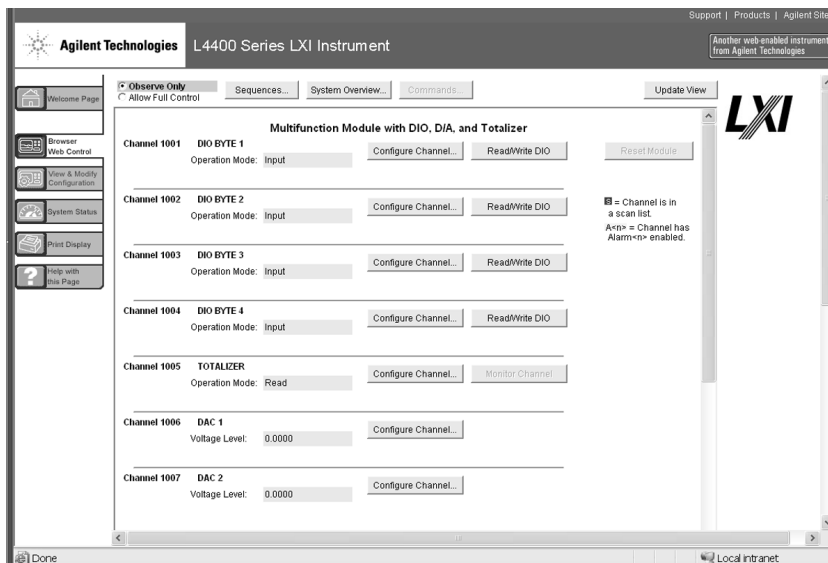 Support | Products | Agilent Site
Agilent Technologies
L4400 Series LXI Instrument
Another web-enabled instrument
from Agilent Technologies
Welcome Page
Browser
Web Control
View & Modify
Configuration
System Status
Print Display
Help with
this Page
Observe Only
Allow Full Control
Sequences...
System Overview...
Commands...
Update View
LXI
Multifunction Module with DIO, D/A, and Totalizer
Channel 1001 DIO BYTE 1
Operation Mode: Input
Configure Channel... Read/Write DIO
Reset Module
Channel 1002 DIO BYTE 2
Operation Mode: Input
Configure Channel... Read/Write DIO
S = Channel is in
a scan list.
A<n> = Channel has
Alarm<n> enabled.
Channel 1003 DIO BYTE 3
Operation Mode: Input
Configure Channel... Read/Write DIO
Channel 1004 DIO BYTE 4
Operation Mode: Input
Configure Channel... Read/Write DIO
Channel 1005 TOTALIZER
Operation Mode: Read
Configure Channel... Monitor Channel
Channel 1006 DAC 1
Voltage Level: 0.0000
Configure Channel...
Channel 1007 DAC 2
Voltage Level: 0.0000
Configure Channel...
Done
Local intranet